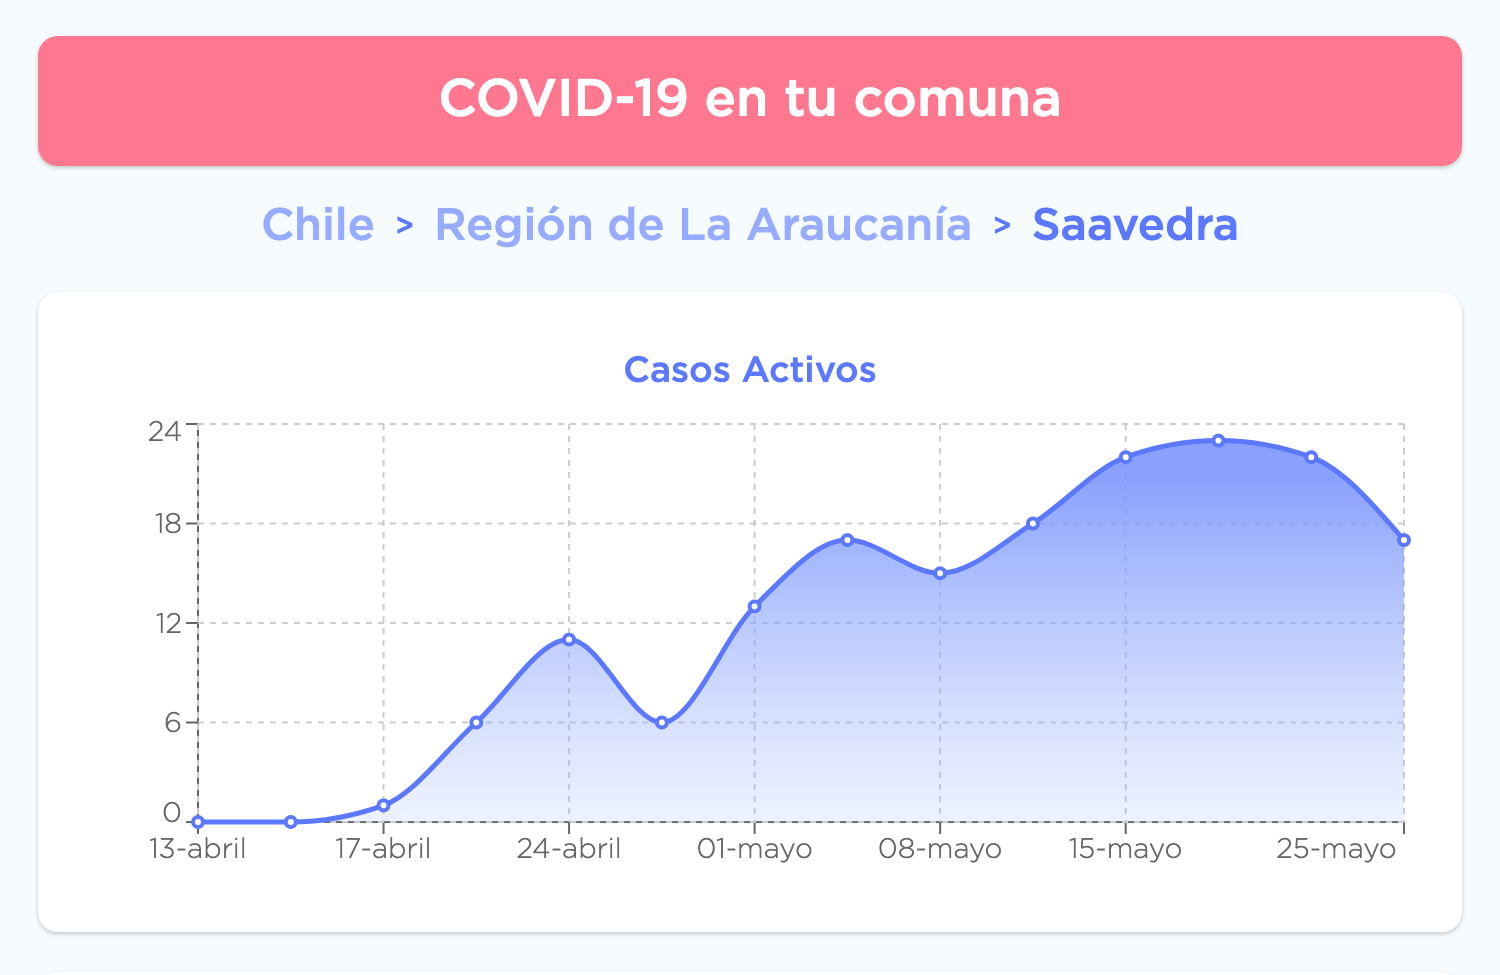 COVID-19 en tu comuna
Chile > Región de La Araucanía > Saavedra
Casos Activos
24
18
12
6
0
13-abril 17-abril 24-abril 01-mayo 08-mayo 15-mayo 25-mayo